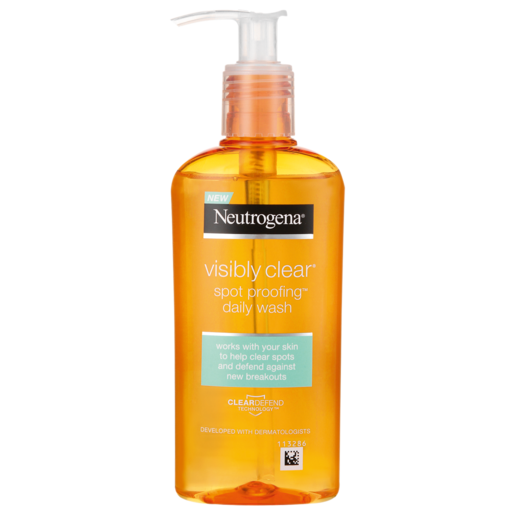 NEW
Neutrogena®
visibly clear®
spot proofing™
daily wash
works with your skin
to help clear spots
and defend against
new breakouts
CLEARDEFEND
TECHNOLOGY™
DEVELOPED WITH DERMATOLOGISTS
113286